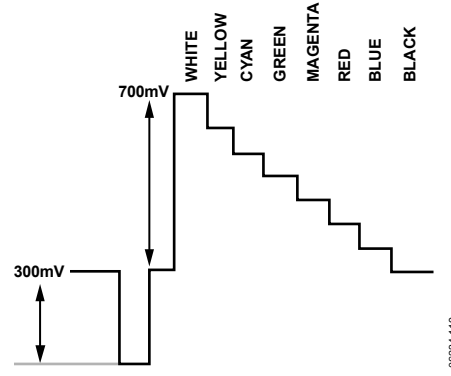 WHITE
YELLOW
CYAN
GREEN
MAGENTA
RED
BLUE
BLACK
700mV
300mV